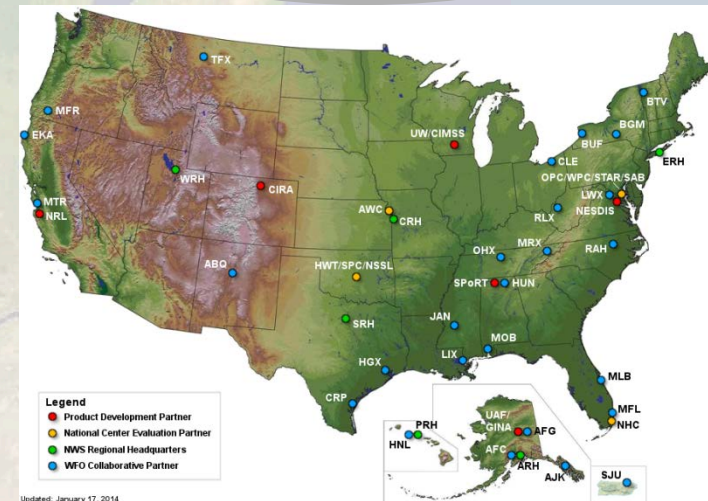 TFX
MFR
EKA
WRH
CIRA
MTR
NRL
ABQ
UW/CIMSS
AWC
CRH
HWT/SPC/NSSL
SRH
HGX
CRP
BTV
BGM
BUF
CLE
ERH
OPC/WPC/STAR/SAB
LWX
NESDIS
RLX
OHX
MRX
RAH
SPoRT
HUN
JAN
MOB
LIX
MLB
MFL
NHC
PRH
HNL
UAF/
GINA
AFG
AFC
ARH
AJK
SJU
Legend
Product Development Partner
National Center Evaluation Partner
NWS Regional Headquarters
WFO Collaborative Partner
Updated: January 17, 2014